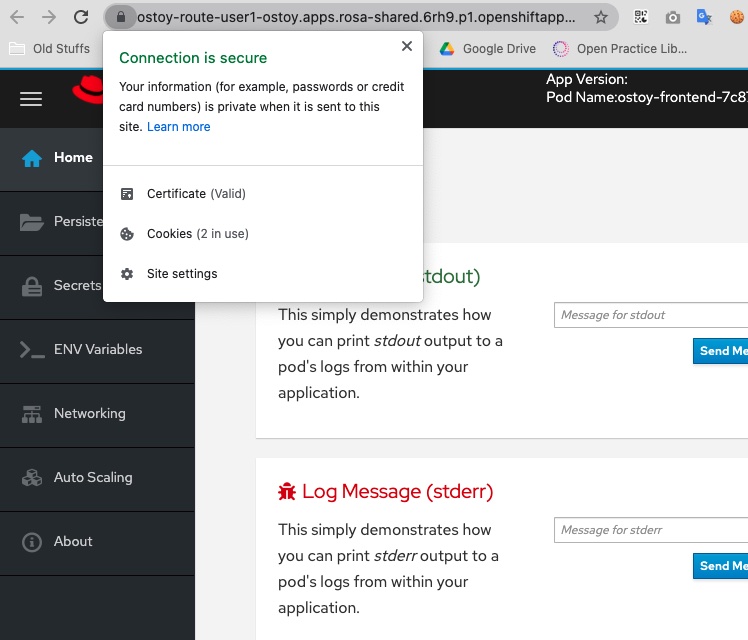 ostoy-route-user1-ostoy.apps.rosa-shared.6rh9.p1.openshiftapp...
Old Stuffs
Google Drive
Open Practice Lib...
Connection is secure
Your information (for example, passwords or credit
card numbers) is private when it is sent to this
site. Learn more
Certificate (Valid)
Cookies (2 in use)
Site settings
App Version:
Pod Name:ostoy-frontend-7c8
Home
Persiste
Secrets
ENV Variables
Networking
Auto Scaling
About
stdout)
This simply demonstrates how
you can print stdout output to a
pod's logs from within your
application.
Message for stdout
Send Me
Log Message (stderr)
This simply demonstrates how
you can print stderr output to a
pod's logs from within your
application.
Message for stderr
Send Me